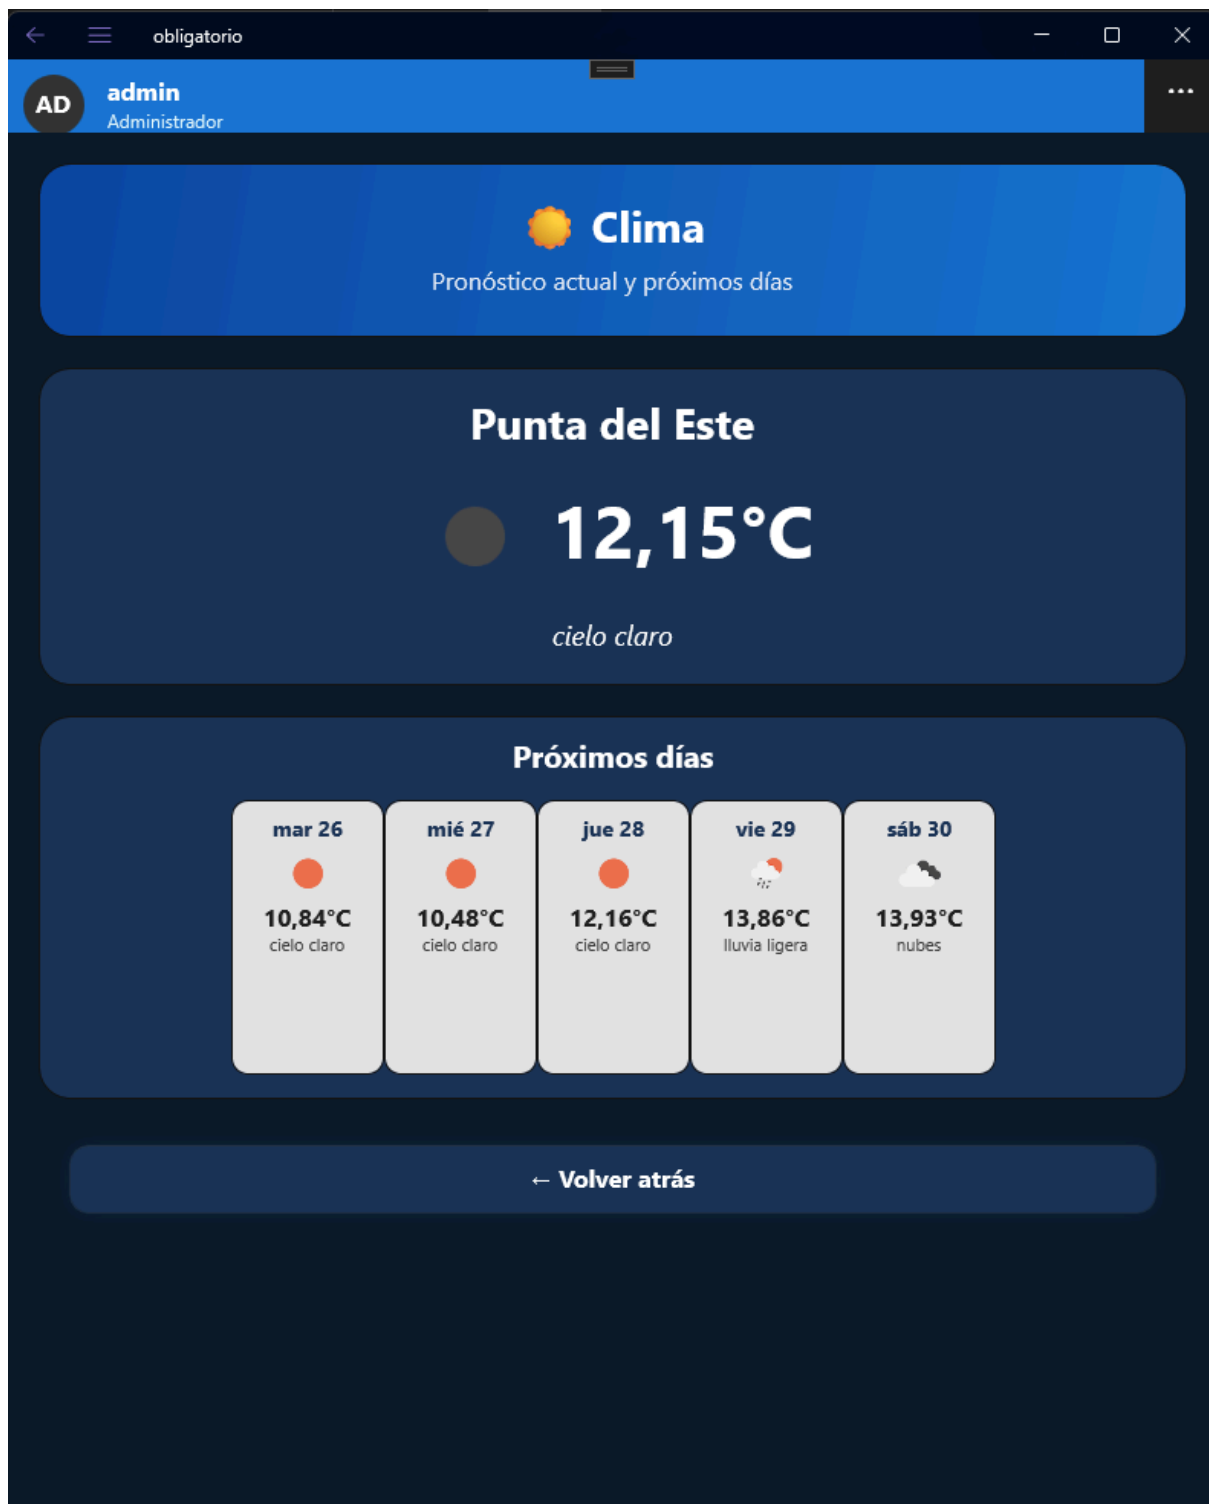 obligatorio
AD
admin
Administrador
Clima
Pronóstico actual y próximos días
Punta del Este
12,15°C
cielo claro
Próximos días
mar 26
10,84°C
cielo claro
mié 27
10,48°C
cielo claro
jue 28
12,16°C
cielo claro
vie 29
13,86°C
lluvia ligera
sáb 30
13,93°C
nubes
← Volver atrás